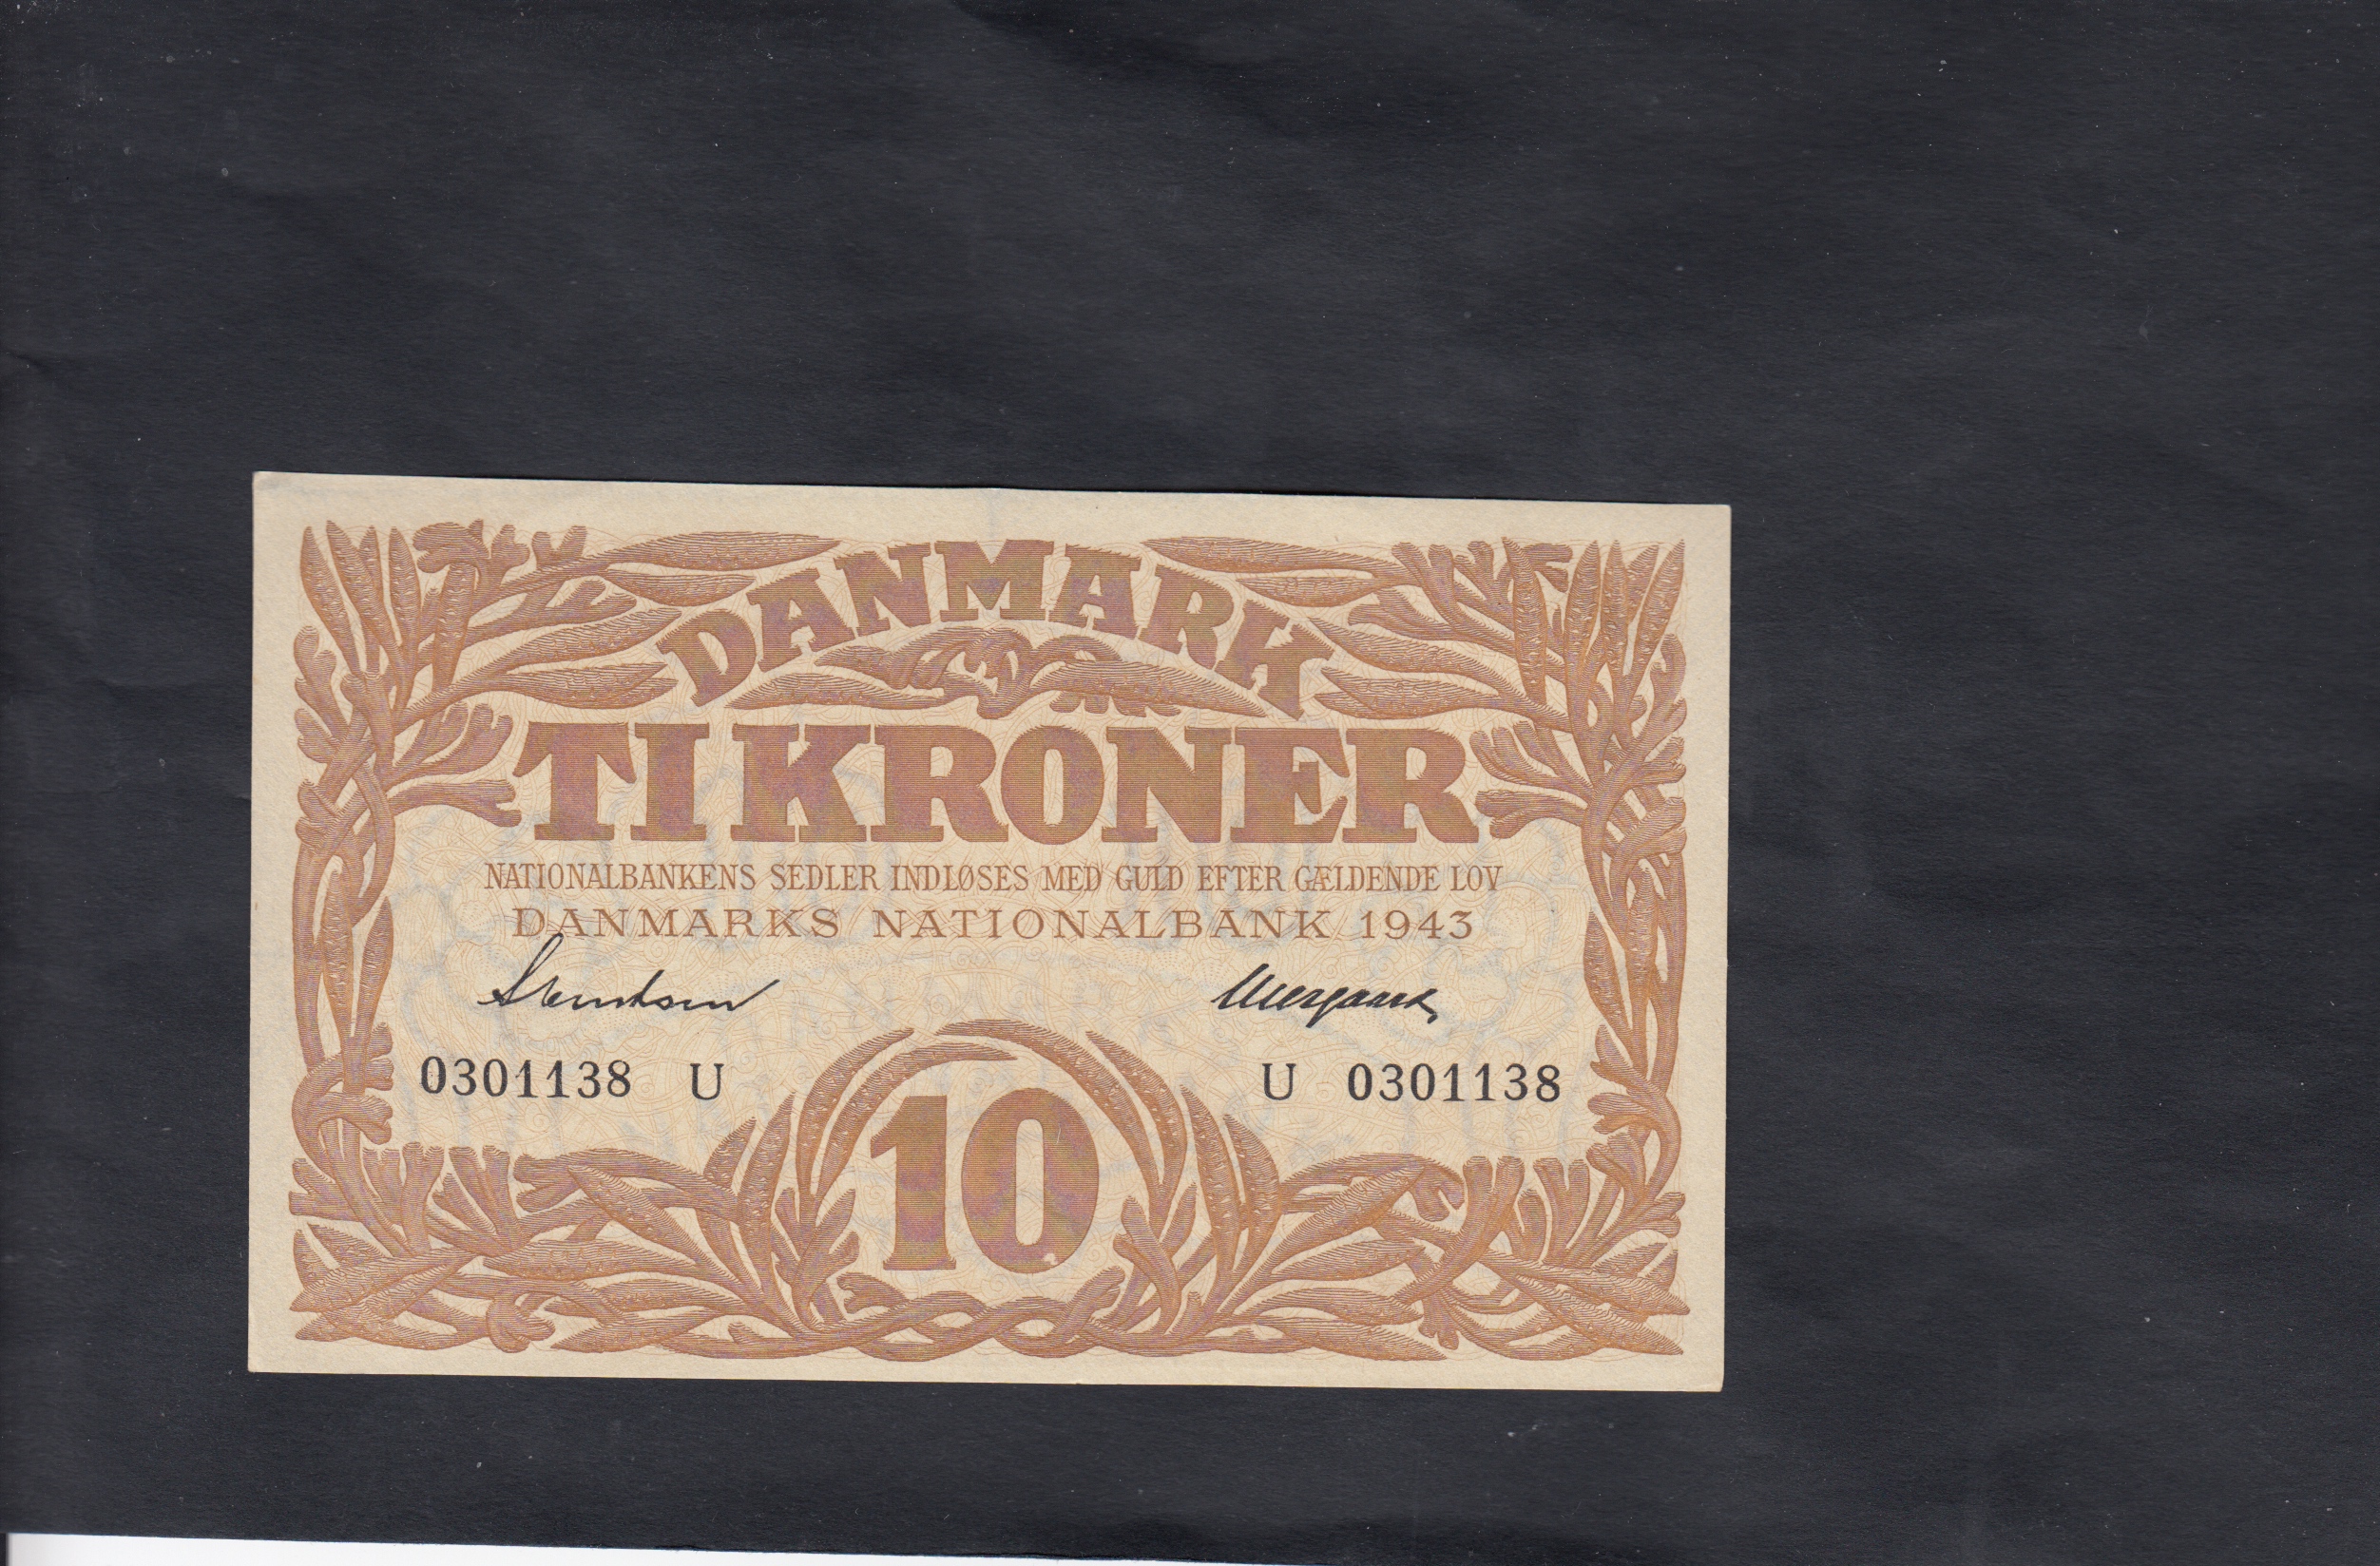 DANMARK
TI KRONER
NATIONALBANKENS SEDLER INDLØSES MED GULD EFTER GÆLDENDE LOV
DANMARKS NATIONALBANK 1943
0301138 U U 0301138
10